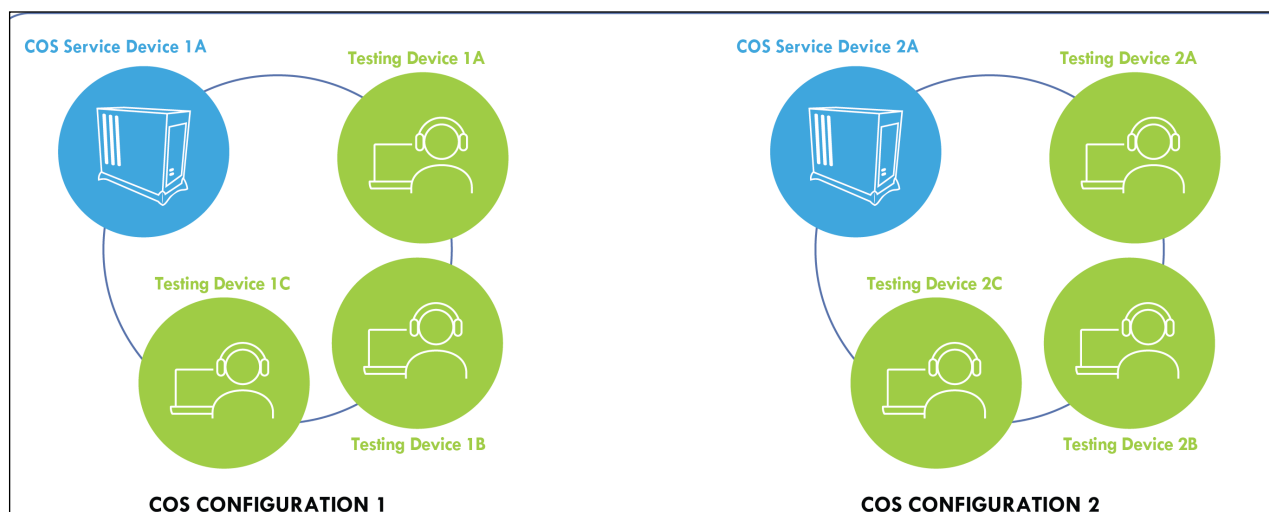 COS Service Device 1A
Testing Device 1A
Testing Device 1C
Testing Device 1B
COS CONFIGURATION 1
COS Service Device 2A
Testing Device 2A
Testing Device 2C
Testing Device 2B
COS CONFIGURATION 2